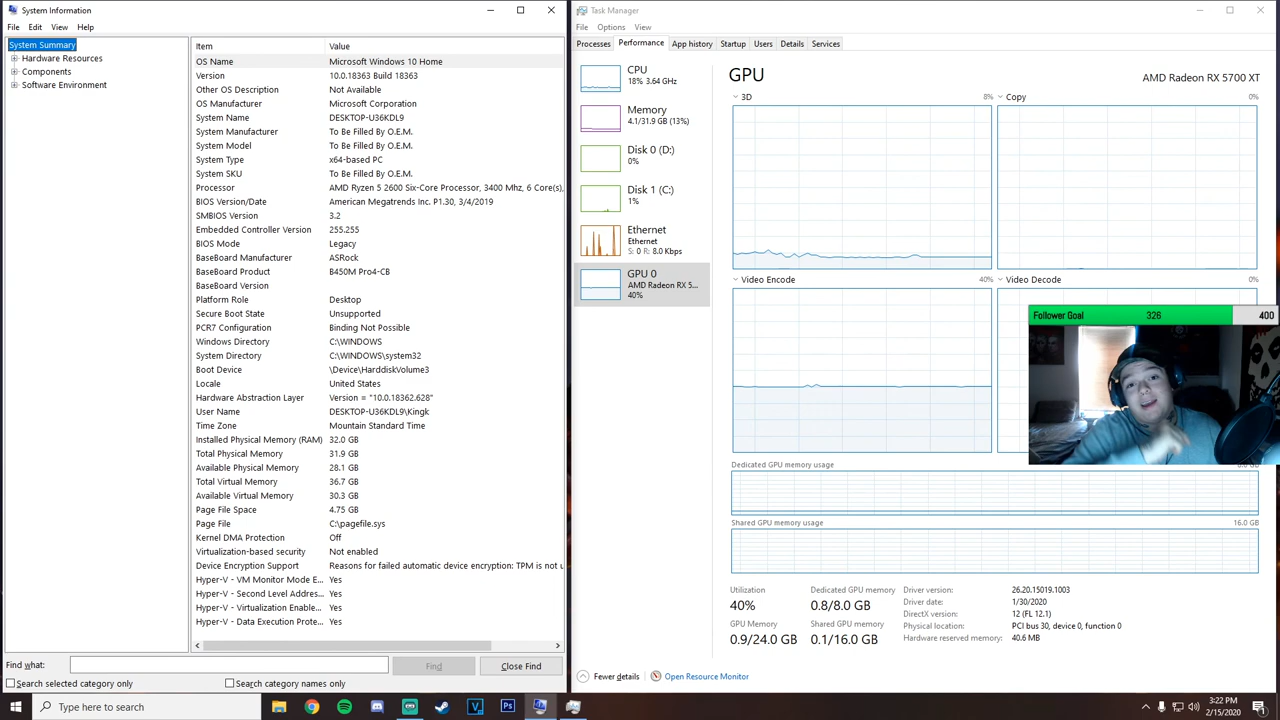 System Information
File Edit View Help
System Summary
Hardware Resources
Components
Software Environment
Item Value
OS Name Microsoft Windows 10 Home
Version 10.0.18363 Build 18363
Other OS Description Not Available
OS Manufacturer Microsoft Corporation
System Name DESKTOP-U36KDL9
System Manufacturer To Be Filled By O.E.M.
System Model To Be Filled By O.E.M.
System Type x64-based PC
System SKU To Be Filled By O.E.M.
Processor AMD Ryzen 5 2600 Six-Core Processor, 3400 Mhz, 6 Core(s),
BIOS Version/Date American Megatrends Inc. P1.30, 3/4/2019
SMBIOS Version 3.2
Embedded Controller Version 255.255
BIOS Mode Legacy
BaseBoard Manufacturer ASRock
BaseBoard Product B450M Pro4-CB
BaseBoard Version
Platform Role Desktop
Secure Boot State Unsupported
PCR7 Configuration Binding Not Possible
Windows Directory C:\WINDOWS
System Directory C:\WINDOWS\system32
Boot Device \Device\HarddiskVolume3
Locale United States
Hardware Abstraction Layer Version = "10.0.18362.628"
User Name DESKTOP-U36KDL9\Kingk
Time Zone Mountain Standard Time
Installed Physical Memory (RAM) 32.0 GB
Total Physical Memory 31.9 GB
Available Physical Memory 28.1 GB
Total Virtual Memory 36.7 GB
Available Virtual Memory 30.3 GB
Page File Space 4.75 GB
Page File C:\pagefile.sys
Kernel DMA Protection Off
Virtualization-based security Not enabled
Device Encryption Support Reasons for failed automatic device encryption: TPM is not u
Hyper-V - VM Monitor Mode E... Yes
Hyper-V - Second Level Addres... Yes
Hyper-V - Virtualization Enable... Yes
Hyper-V - Data Execution Prote... Yes
Find what: Find Close Find
Search selected category only Search category names only
Task Manager
File Options View
Processes Performance App history Startup Users Details Services
CPU
18% 3.64 GHz
Memory
4.1/31.9 GB (13%)
Disk 0 (D:)
0%
Disk 1 (C:)
1%
Ethernet
Ethernet
S: 0 R: 8.0 Kbps
GPU 0
AMD Radeon RX 5...
40%
GPU AMD Radeon RX 5700 XT
3D 8% Copy 0%
Video Encode 40% Video Decode 0%
Follower Goal 326 400
Dedicated GPU memory usage
Shared GPU memory usage 16.0 GB
Utilization
40%
GPU Memory
0.9/24.0 GB
Dedicated GPU memory
0.8/8.0 GB
Shared GPU memory
0.1/16.0 GB
Driver version: 26.20.15019.1003
Driver date: 1/30/2020
DirectX version: 12 (FL 12.1)
Physical location: PCI bus 30, device 0, function 0
Hardware reserved memory: 40.6 MB
Fewer details Open Resource Monitor
Type here to search
Ps
3:22 PM
2/15/2020